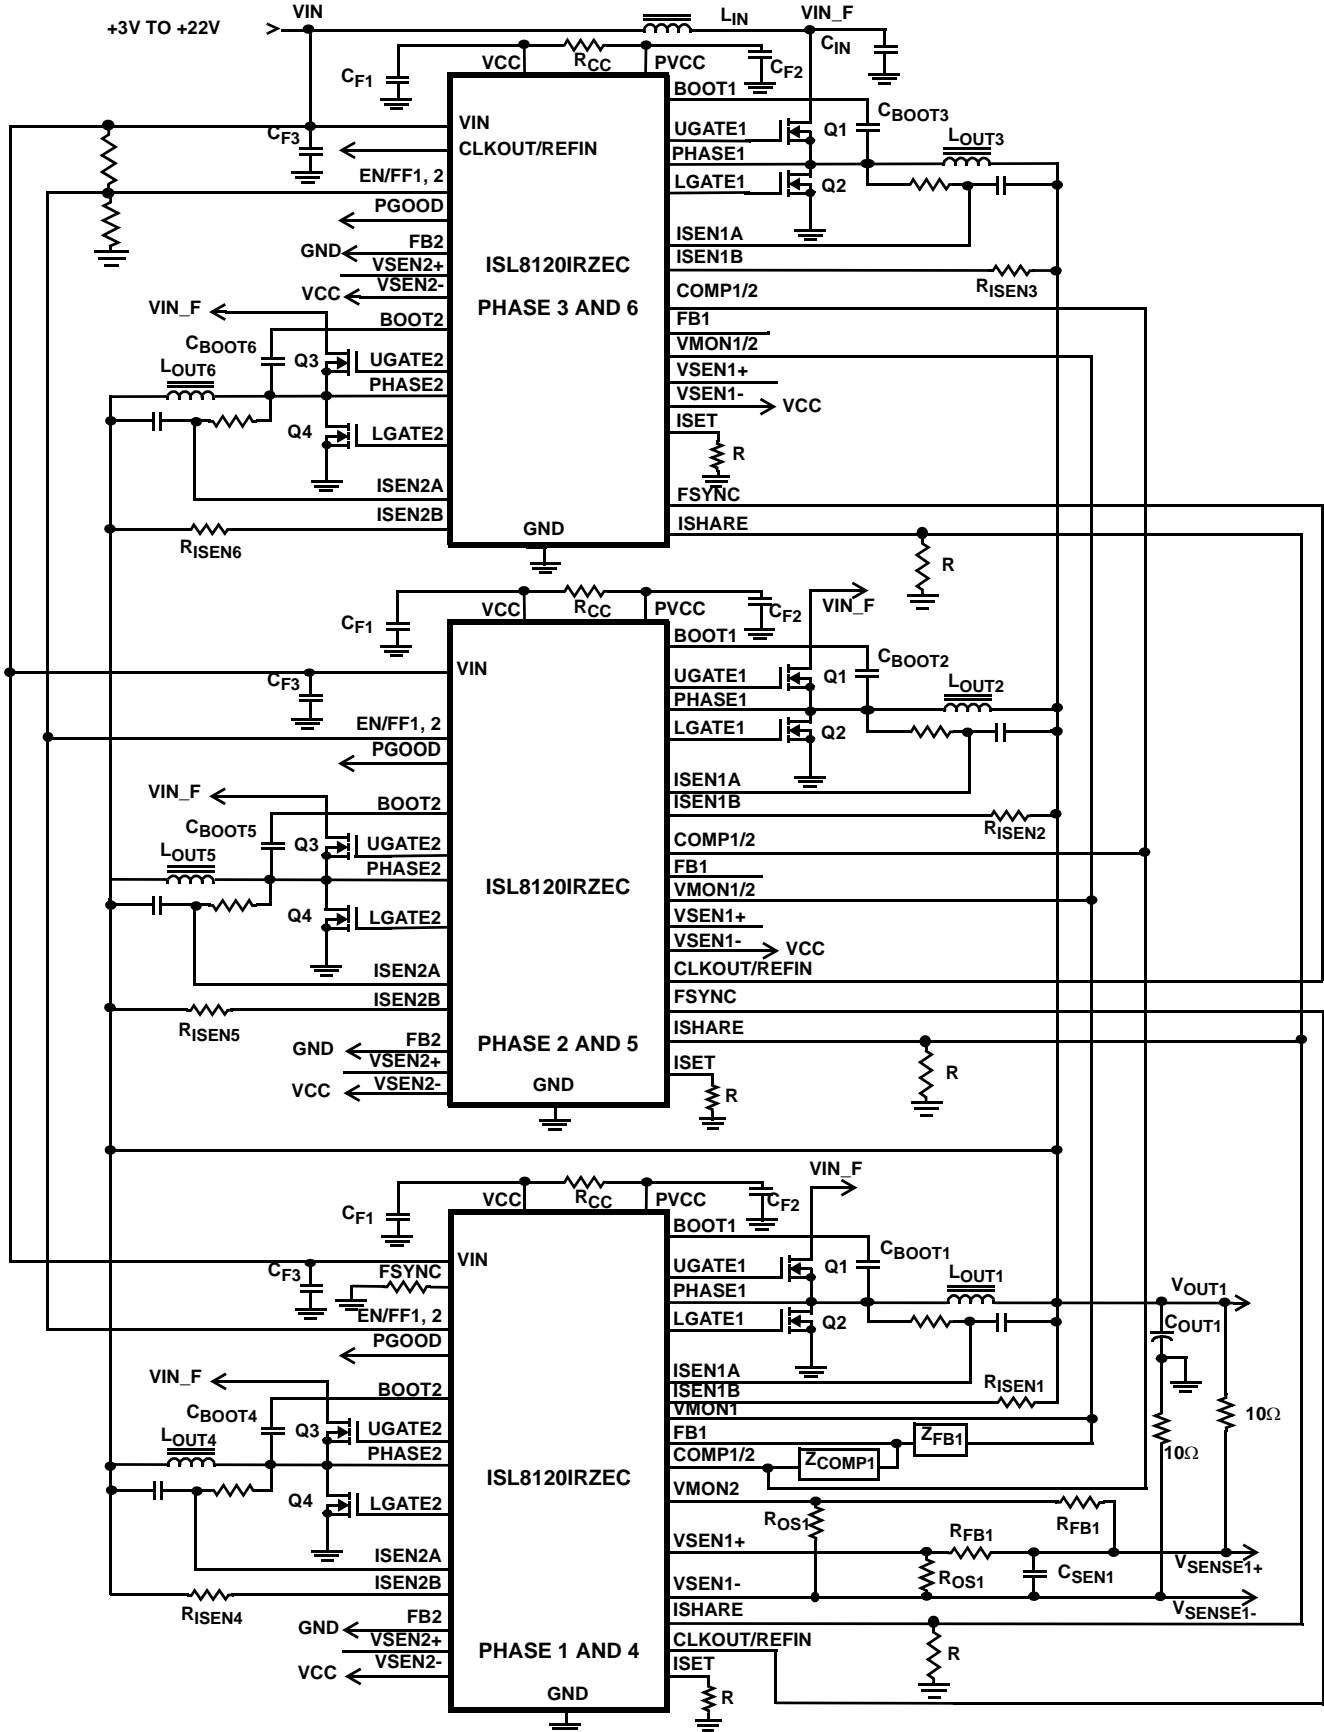 +3V TO +22V
VIN
LIN
VIN_F
CIN
CF1
VCC
RCC
PVCC
CF2
BOOT1
CBOOT3
VIN
CF3
CLKOUT/REFIN
UGATE1
Q1
LOUT3
PHASE1
EN/FF1, 2
LGATE1
Q2
PGOOD
ISEN1A
GND
FB2
ISL8120IRZEC
ISEN1B
VSEN2+
RISEN3
VCC
VSEN2-
COMP1/2
VIN_F
PHASE 3 AND 6
BOOT2
FB1
CBOOT6
VMON1/2
Q3
UGATE2
LOUT6
VSEN1+
PHASE2
VSEN1-
VCC
Q4
LGATE2
ISET
R
ISEN2A
FSYNC
ISEN2B
ISHARE
GND
RISEN6
R
CF1
VCC
RCC
PVCC
CF2
VIN_F
BOOT1
CBOOT2
VIN
CF3
UGATE1
Q1
LOUT2
PHASE1
EN/FF1, 2
LGATE1
Q2
PGOOD
ISEN1A
VIN_F
BOOT2
ISEN1B
CBOOT5
RISEN2
Q3
UGATE2
COMP1/2
LOUT5
PHASE2
FB1
ISL8120IRZEC
VMON1/2
Q4
LGATE2
VSEN1+
VSEN1-
VCC
ISEN2A
CLKOUT/REFIN
ISEN2B
FSYNC
RISEN5
ISHARE
GND
FB2
PHASE 2 AND 5
VSEN2+
ISET
R
VCC
VSEN2-
GND
R
VIN_F
CF1
VCC
RCC
PVCC
CF2
BOOT1
CBOOT1
VIN
CF3
FSYNC
UGATE1
Q1
LOUT1
PHASE1
VOUT1
EN/FF1, 2
LGATE1
Q2
COUT1
PGOOD
ISEN1A
VIN_F
BOOT2
ISEN1B
RISEN1
CBOOT4
VMON1
10Ω
Q3
UGATE2
FB1
ZFB1
LOUT4
PHASE2
COMP1/2
ZCOMP1
10Ω
ISL8120IRZEC
VMON2
Q4
LGATE2
ROS1
RFB1
VSEN1+
RFB1
ISEN2A
VSENSE1+
ISEN2B
VSEN1-
ROS1
CSEN1
RISEN4
ISHARE
VSENSE1-
GND
FB2
VSEN2+
PHASE 1 AND 4
CLKOUT/REFIN
R
VCC
VSEN2-
ISET
GND
R